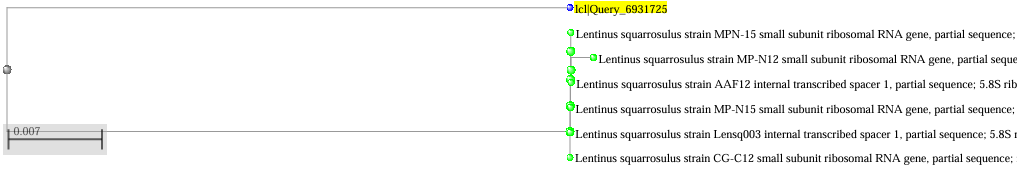 lcl|Query_6931725
Lentinus squarrosulus strain MPN-15 small subunit ribosomal RNA gene, partial sequence;
Lentinus squarrosulus strain MP-N12 small subunit ribosomal RNA gene, partial seque
Lentinus squarrosulus strain AAF12 internal transcribed spacer 1, partial sequence; 5.8S rib
Lentinus squarrosulus strain MP-N15 small subunit ribosomal RNA gene, partial sequence;
0.007
Lentinus squarrosulus strain Lensq003 internal transcribed spacer 1, partial sequence; 5.8S r
Lentinus squarrosulus strain CG-C12 small subunit ribosomal RNA gene, partial sequence;